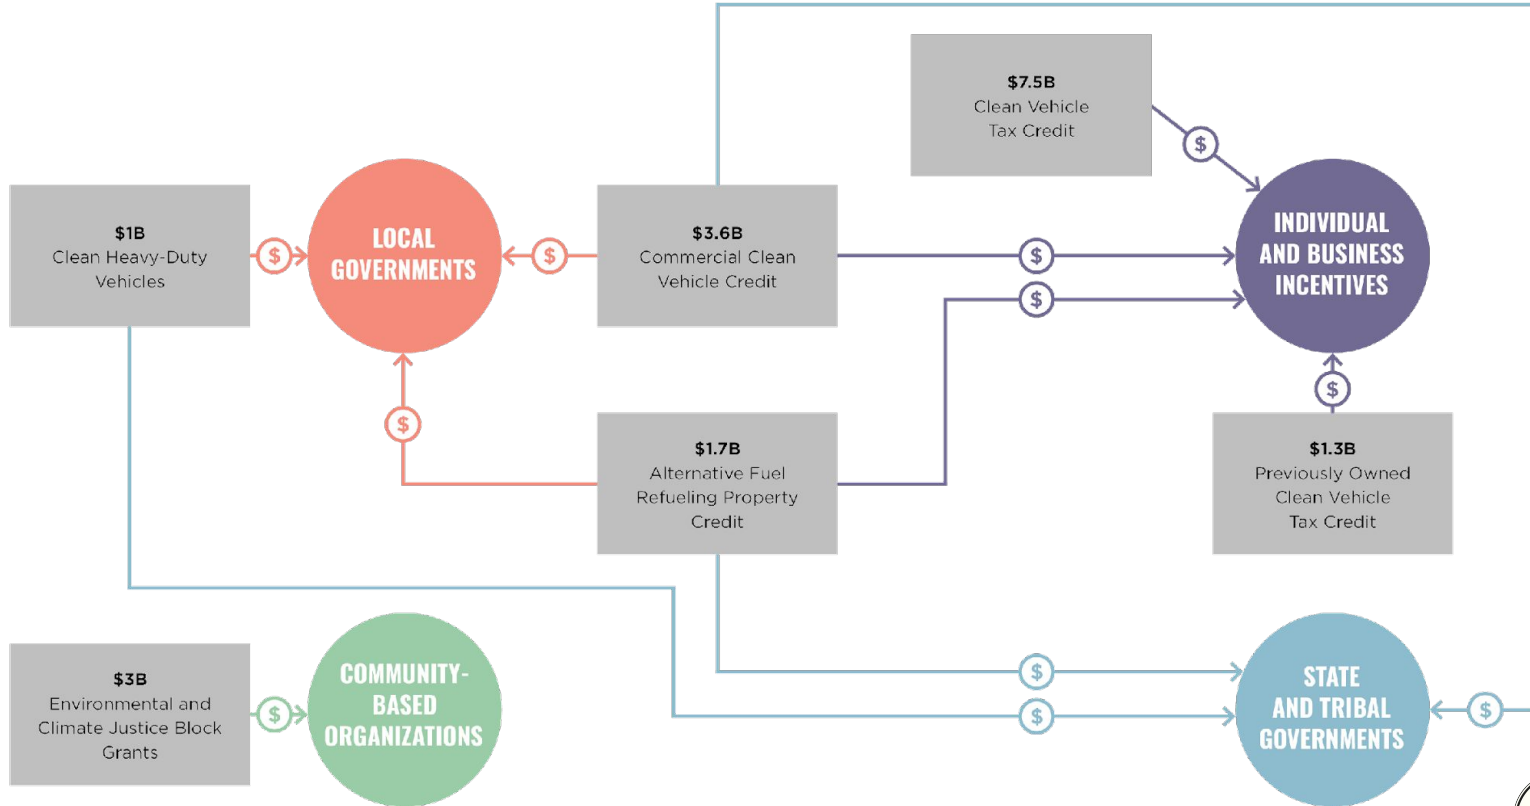 $7.5B
Clean Vehicle
Tax Credit
$
$1B
Clean Heavy-Duty
Vehicles
$
LOCAL
GOVERNMENTS
$
$3.6B
Commercial Clean
Vehicle Credit
$
$
INDIVIDUAL
AND BUSINESS
INCENTIVES
$
$
$1.7B
Alternative Fuel
Refueling Property
Credit
$1.3B
Previously Owned
Clean Vehicle
Tax Credit
$3B
Environmental and
Climate Justice Block
Grants
$
COMMUNITY-
BASED
ORGANIZATIONS
$
$
STATE
AND TRIBAL
GOVERNMENTS
$